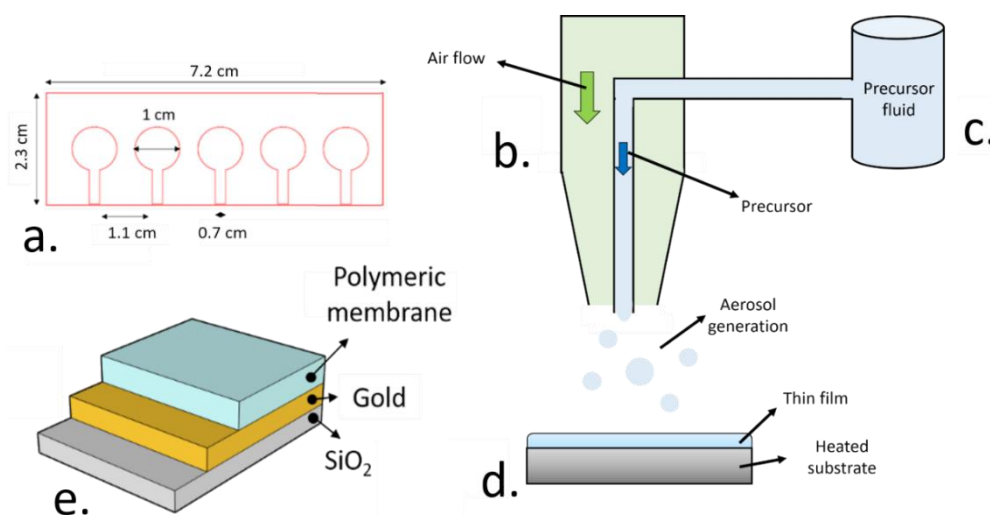 7.2 cm
2.3 cm
1 cm
1.1 cm
0.7 cm
a.
Air flow
b.
Precursor
fluid
c.
Precursor
Aerosol
generation
Thin film
Heated
substrate
d.
Polymeric
membrane
Gold
SiO₂
e.